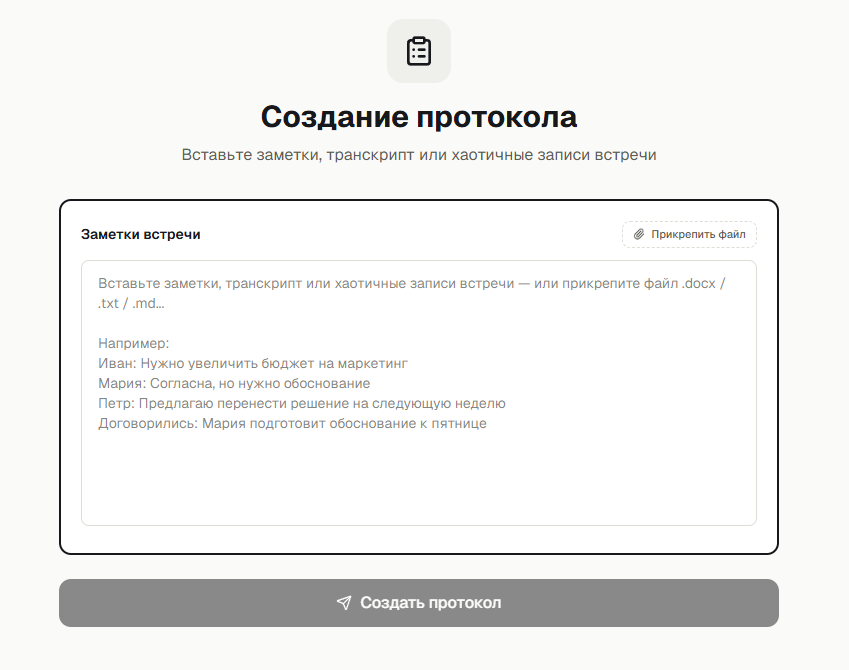 Создание протокола
Вставьте заметки, транскрипт или хаотичные записи встречи
Заметки встречи
Прикрепить файл
Вставьте заметки, транскрипт или хаотичные записи встречи — или прикрепите файл .docx /
.txt / .md...
Например:
Иван: Нужно увеличить бюджет на маркетинг
Мария: Согласна, но нужно обоснование
Петр: Предлагаю перенести решение на следующую неделю
Договорились: Мария подготовит обоснование к пятнице
Создать протокол